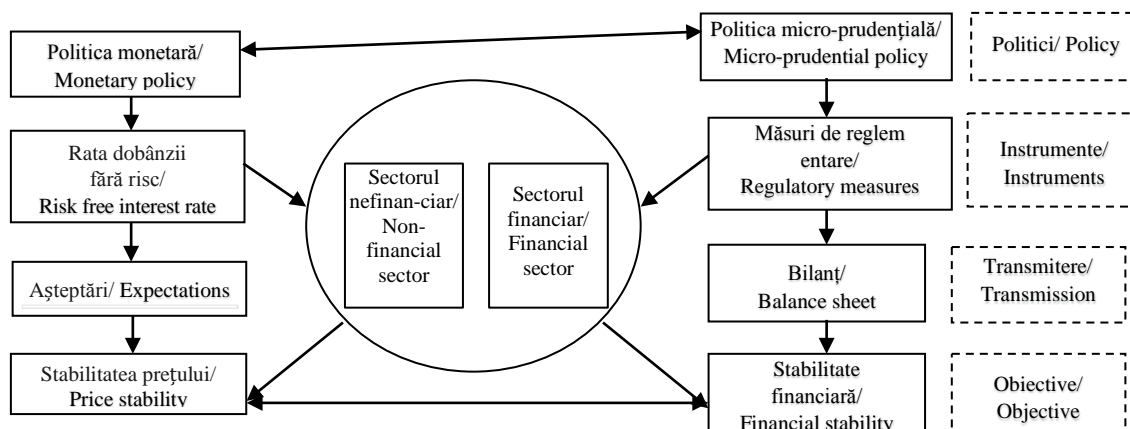 Politica monetară/
Monetary policy
Politica micro-prudențială/
Micro-prudential policy
Politici/ Policy
Rata dobânzii
fără risc/
Risk free interest rate
Sectorul
nefinan-ciar/
Non-
financial
sector
Sectorul
financiar/
Financial
sector
Măsuri de reglem
entare/
Regulatory measures
Instrumente/
Instruments
Așteptări/ Expectations
Bilanț/
Balance sheet
Transmitere/
Transmission
Stabilitatea prețului/
Price stability
Stabilitate
financiară/
Financial stability
Obiective/
Objective